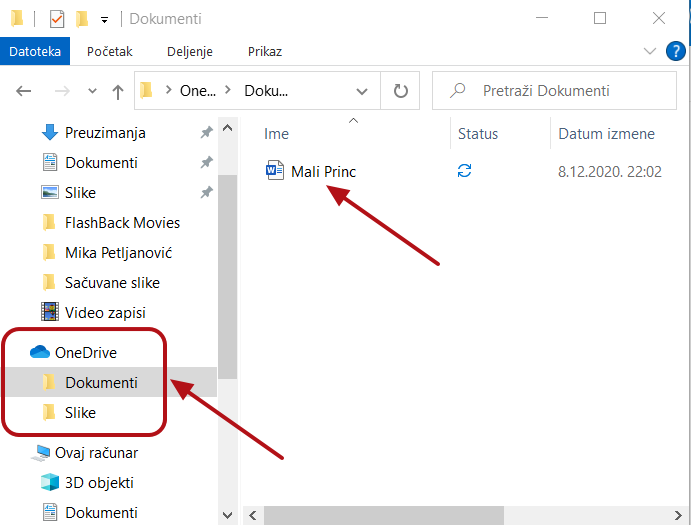 Dokumenti
Datoteka Početak Deljenje Prikaz ?
One... Doku... Pretraži Dokumenti
Preuzimanja
Dokumenti
Slike
FlashBack Movies
Mika Petljanović
Sačuvane slike
Video zapisi
OneDrive
Dokumenti
Slike
Ovaj računar
3D objekti
Dokumenti
Ime Status Datum izmene
Mali Princ 8.12.2020. 22:02